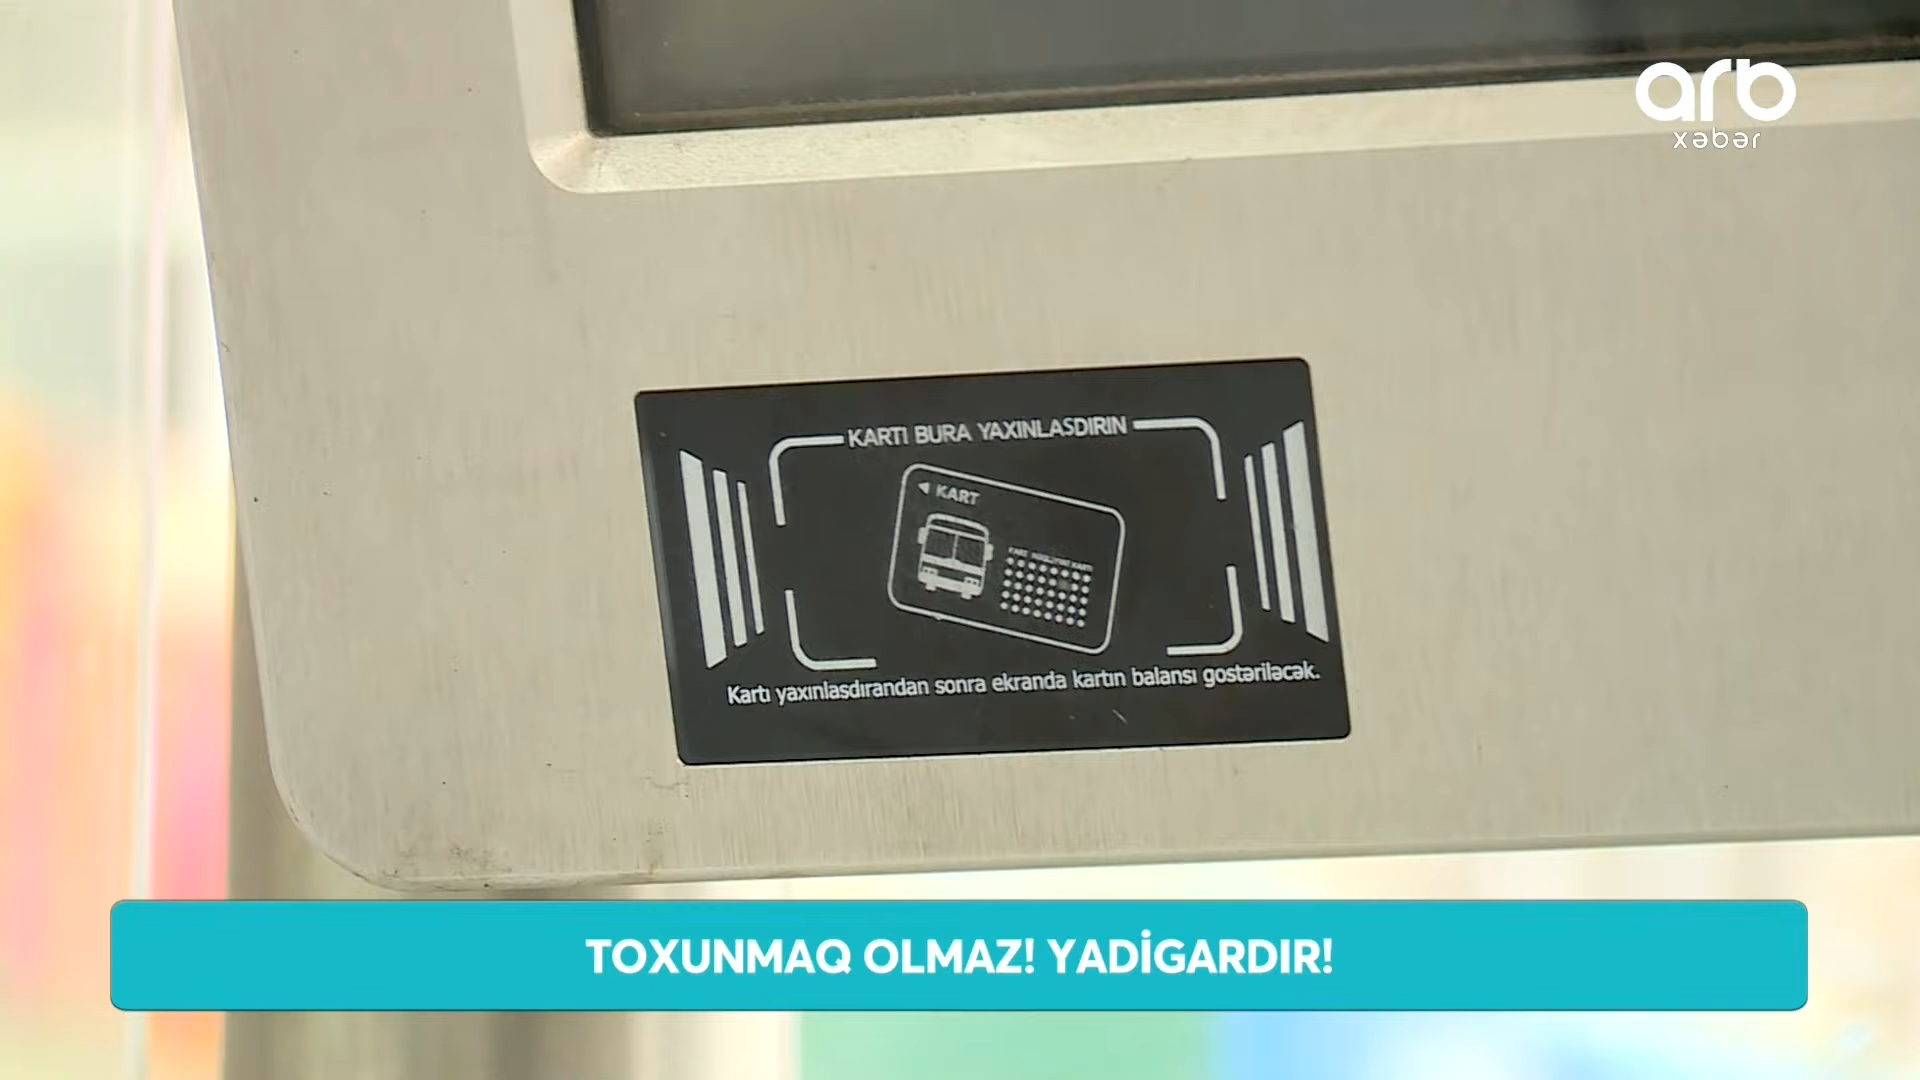 arb
xəbər
KARTI BURA YAXINLASDIRIN
KART
Kartı yaxınlasdırandan sonra ekranda kartın balansı gostəriləcək.
TOXUNMAQ OLMAZ! YADİGARDIR!